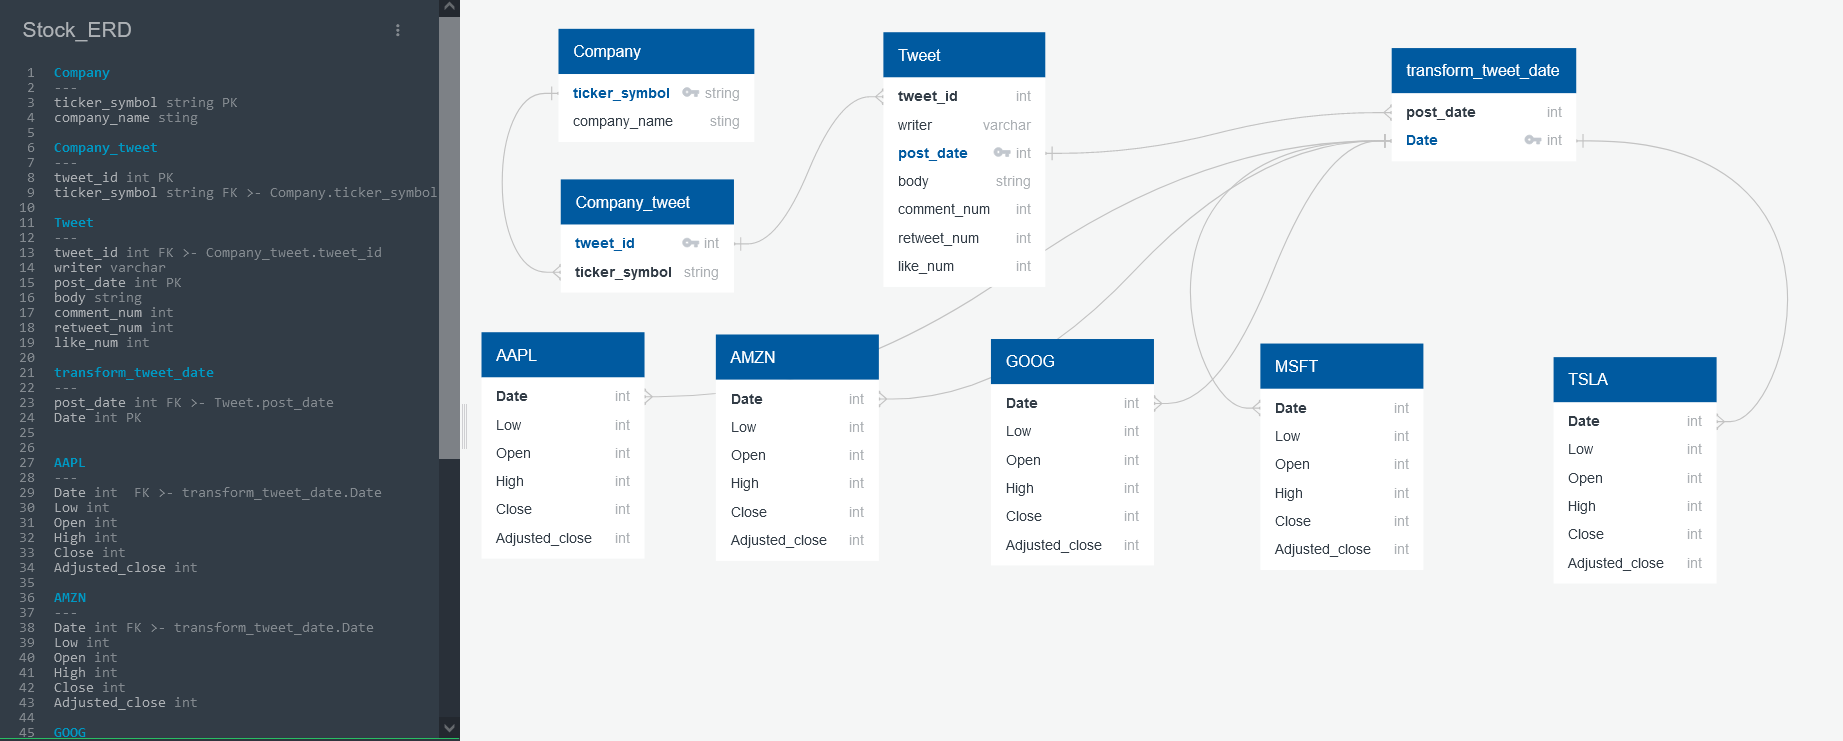 Stock_ERD
1 Company
2 ---
3 ticker_symbol string PK
4 company_name sting
5
6 Company_tweet
7 ---
8 tweet_id int PK
9 ticker_symbol string FK >- Company.ticker_symbol
10
11 Tweet
12 ---
13 tweet_id int FK >- Company_tweet.tweet_id
14 writer varchar
15 post_date int PK
16 body string
17 comment_num int
18 retweet_num int
19 like_num int
20
21 transform_tweet_date
22 ---
23 post_date int FK >- Tweet.post_date
24 Date int PK
25
26
27 AAPL
28 ---
29 Date int  FK >- transform_tweet_date.Date
30 Low int
31 Open int
32 High int
33 Close int
34 Adjusted_close int
35
36 AMZN
37 ---
38 Date int FK >- transform_tweet_date.Date
39 Low int
40 Open int
41 High int
42 Close int
43 Adjusted_close int
44
45 GOOG
Company
ticker_symbol string
company_name sting
Company_tweet
tweet_id int
ticker_symbol string
Tweet
tweet_id int
writer varchar
post_date int
body string
comment_num int
retweet_num int
like_num int
transform_tweet_date
post_date int
Date int
AAPL
Date int
Low int
Open int
High int
Close int
Adjusted_close int
AMZN
Date int
Low int
Open int
High int
Close int
Adjusted_close int
GOOG
Date int
Low int
Open int
High int
Close int
Adjusted_close int
MSFT
Date int
Low int
Open int
High int
Close int
Adjusted_close int
TSLA
Date int
Low int
Open int
High int
Close int
Adjusted_close int